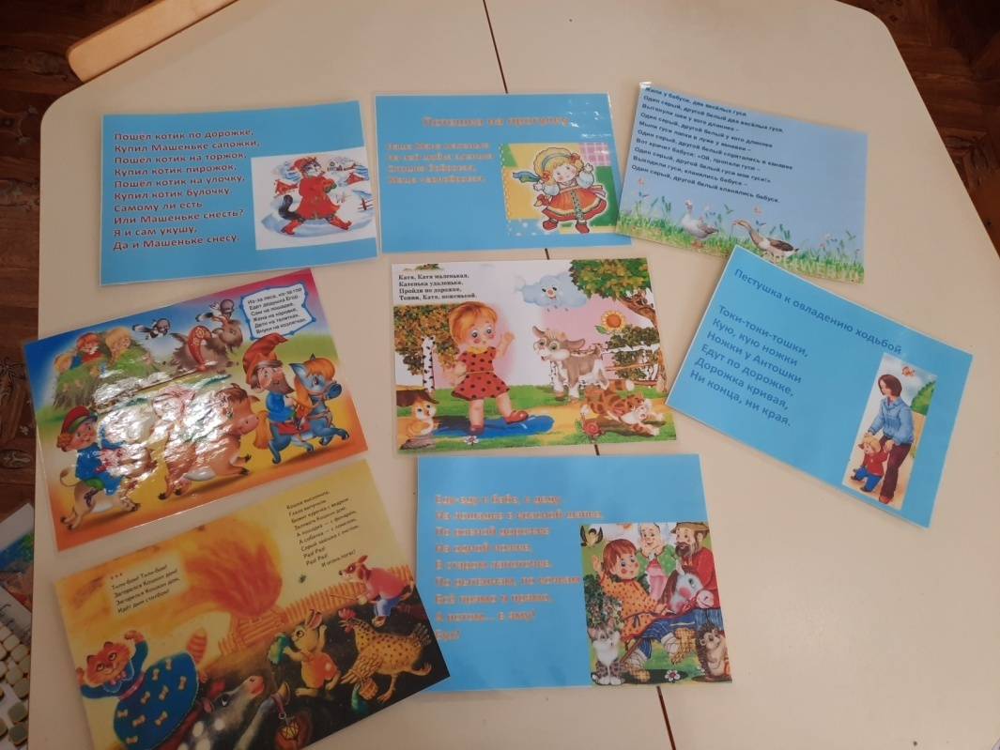 Пошёл котик по дорожке,
Купил Машеньке сапожки,
Пошёл котик на торжок,
Купил котик пирожок,
Пошёл котик на улочку,
Купил котик булочку.
Самому ли есть
Или Машеньке снесть?
Я и сам укушу,
Да и Машеньке снесу.
Потешка на прогулку
Наша Маша маленька,
На ней шубка аленька
Опушка бобровая,
Маша чернобровая.
Жили у бабуси, два весёлых гуся
Один серый, другой белый два весёлых гуся.
Вытянули шеи у кого длиннее –
Один серый, другой белый у кого длиннее
Мыли гуси лапки в луже у канавки –
Один серый, другой белый спрятались в канавке
Вот кричит бабуся: «Ой, пропали гуси –
Один серый, другой белый гуси мои гуси!»
Выходили гуси, кланялись бабусе –
Один серый, другой белый кланялись бабусе.
Из-за леса, из-за гор
Едет дедушка Егор.
Сам на лошадке,
Жена на коровке,
Дети на телятках,
Внуки на козлятках.
Катя, Катя маленькая,
Катенька удаленька,
Пройди по дорожке,
Топни, Катя, ноженькой.
Пестушка к овладению ходьбой
Токи-токи-тошки,
Кую, кую ножки
Ножки у Антошки
Едут по дорожке,
Дорожка кривая,
Ни конца, ни края.
***
Тили-бом! Тили-бом!
Загорелся Кошкин дом!
Загорелся Кошкин дом,
Идёт дым столбом!
Кошка выскочила,
Глаза выпучила.
Бежит курочка с ведром
Заливать Кошкин дом,
А лошадка — с фонарём,
А собачка — с помелом,
Серый заюшка с листом.
Раз! Раз!
Раз! Раз!
И огонь погас!
Еду-еду к бабе, к деду
На лошадке в красной шапке,
По ровной дорожке
На одной ножке,
В старом лапоточке,
По рытвинам, по кочкам
Всё прямо и прямо,
А потом... в яму!
Бух!